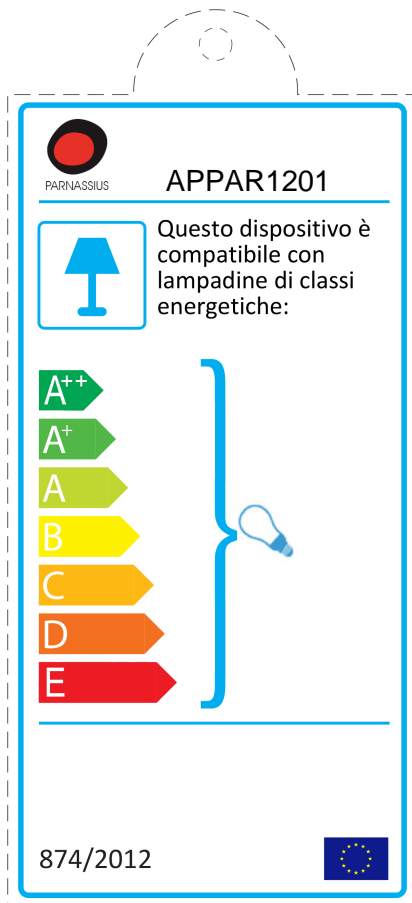 PARNASSIUS
APPAR1201
Questo dispositivo è
compatibile con
lampadine di classi
energetiche:
A++
A+
A
B
C
D
E
874/2012